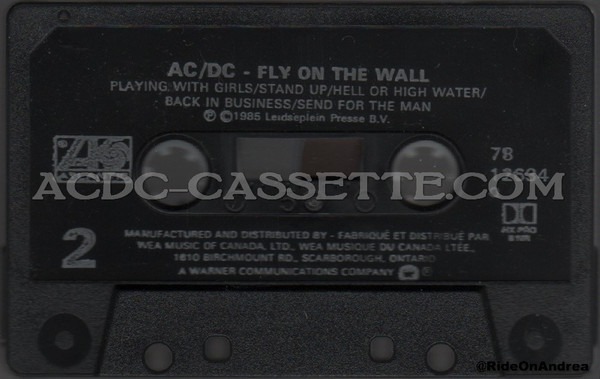 AC/DC - FLY ON THE WALL
PLAYING WITH GIRLS/STAND UP/HELL OR HIGH WATER/
BACK IN BUSINESS/SEND FOR THE MAN
Ⓟ ©1985 Leidseplein Presse B.V.
78
ACDC-CASSETTE.COM
2
MANUFACTURED AND DISTRIBUTED BY - FABRIQUÉ ET DISTRIBUÉ PAR
WEA MUSIC OF CANADA, LTD., WEA MUSIQUE DU CANADA LTÉE.,
1810 BIRCHMOUNT RD., SCARBOROUGH, ONTARIO
A WARNER COMMUNICATIONS COMPANY
HX PRO
B NR
@RideOnAndrea